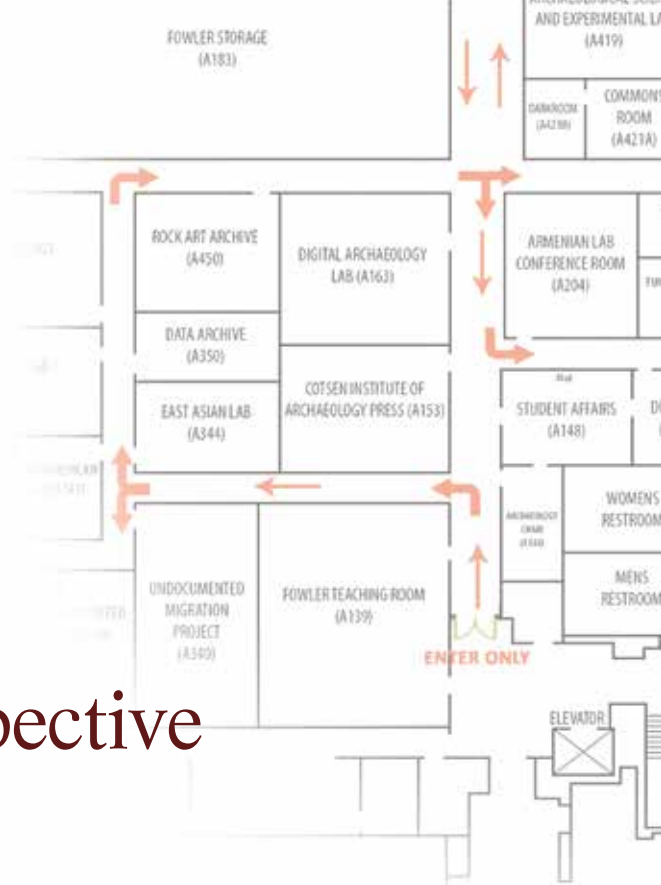 FOWLER STORAGE
(A183)
AND EXPERIMENTAL LA
(A419)
DARKROOM
COMMONS
ROOM
(A421A)
ROCK ART ARCHIVE
(A450)
DIGITAL ARCHAEOLOGY
LAB (A163)
ARMENIAN LAB
CONFERENCE ROOM
(A204)
DATA ARCHIVE
(A350)
COTSEN INSTITUTE OF
ARCHAEOLOGY PRESS (A153)
EAST ASIAN LAB
(A344)
STUDENT AFFAIRS
(A148)
WOMENS
RESTROOM
MENS
RESTROOM
UNDOCUMENTED
MIGRATION
PROJECT
(A340)
FOWLER TEACHING ROOM
(A139)
ENTER ONLY
pective
ELEVATOR